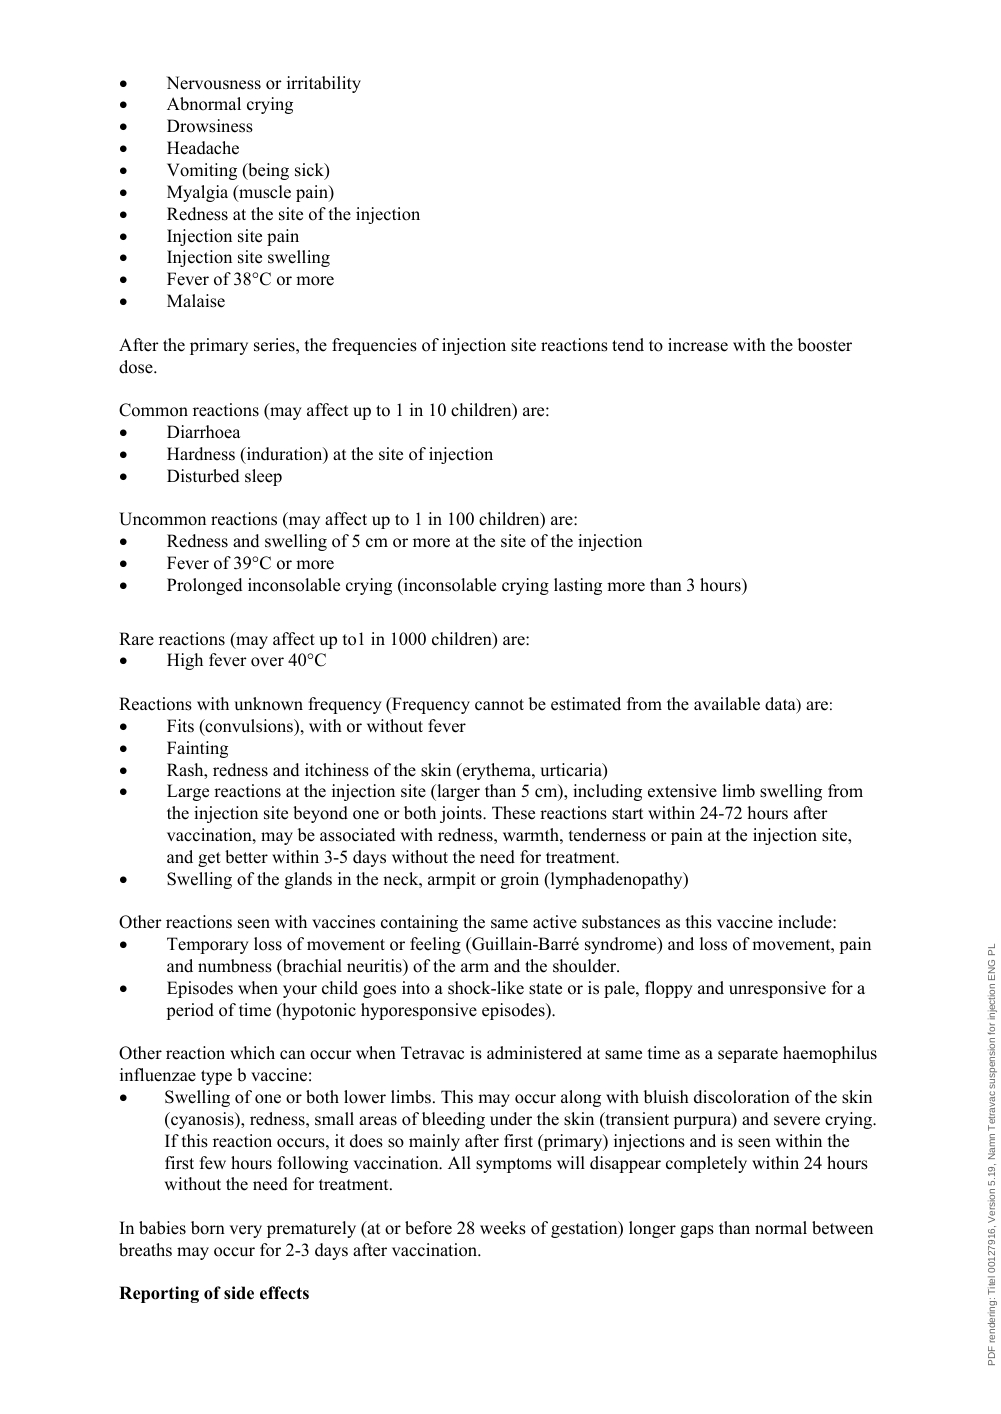 • Nervousness or irritability
• Abnormal crying
• Drowsiness
• Headache
• Vomiting (being sick)
• Myalgia (muscle pain)
• Redness at the site of the injection
• Injection site pain
• Injection site swelling
• Fever of 38°C or more
• Malaise
After the primary series, the frequencies of injection site reactions tend to increase with the booster
dose.
Common reactions (may affect up to 1 in 10 children) are:
• Diarrhoea
• Hardness (induration) at the site of injection
• Disturbed sleep
Uncommon reactions (may affect up to 1 in 100 children) are:
• Redness and swelling of 5 cm or more at the site of the injection
• Fever of 39°C or more
• Prolonged inconsolable crying (inconsolable crying lasting more than 3 hours)
Rare reactions (may affect up to1 in 1000 children) are:
• High fever over 40°C
Reactions with unknown frequency (Frequency cannot be estimated from the available data) are:
• Fits (convulsions), with or without fever
• Fainting
• Rash, redness and itchiness of the skin (erythema, urticaria)
• Large reactions at the injection site (larger than 5 cm), including extensive limb swelling from
the injection site beyond one or both joints. These reactions start within 24-72 hours after
vaccination, may be associated with redness, warmth, tenderness or pain at the injection site,
and get better within 3-5 days without the need for treatment.
• Swelling of the glands in the neck, armpit or groin (lymphadenopathy)
Other reactions seen with vaccines containing the same active substances as this vaccine include:
• Temporary loss of movement or feeling (Guillain-Barré syndrome) and loss of movement, pain
and numbness (brachial neuritis) of the arm and the shoulder.
• Episodes when your child goes into a shock-like state or is pale, floppy and unresponsive for a
period of time (hypotonic hyporesponsive episodes).
Other reaction which can occur when Tetravac is administered at same time as a separate haemophilus
influenzae type b vaccine:
• Swelling of one or both lower limbs. This may occur along with bluish discoloration of the skin
(cyanosis), redness, small areas of bleeding under the skin (transient purpura) and severe crying.
If this reaction occurs, it does so mainly after first (primary) injections and is seen within the
first few hours following vaccination. All symptoms will disappear completely within 24 hours
without the need for treatment.
In babies born very prematurely (at or before 28 weeks of gestation) longer gaps than normal between
breaths may occur for 2-3 days after vaccination.
Reporting of side effects
PDF rendering: Titel 00127916, Version 5.19, Namn Tetravac suspension for injection ENG PL